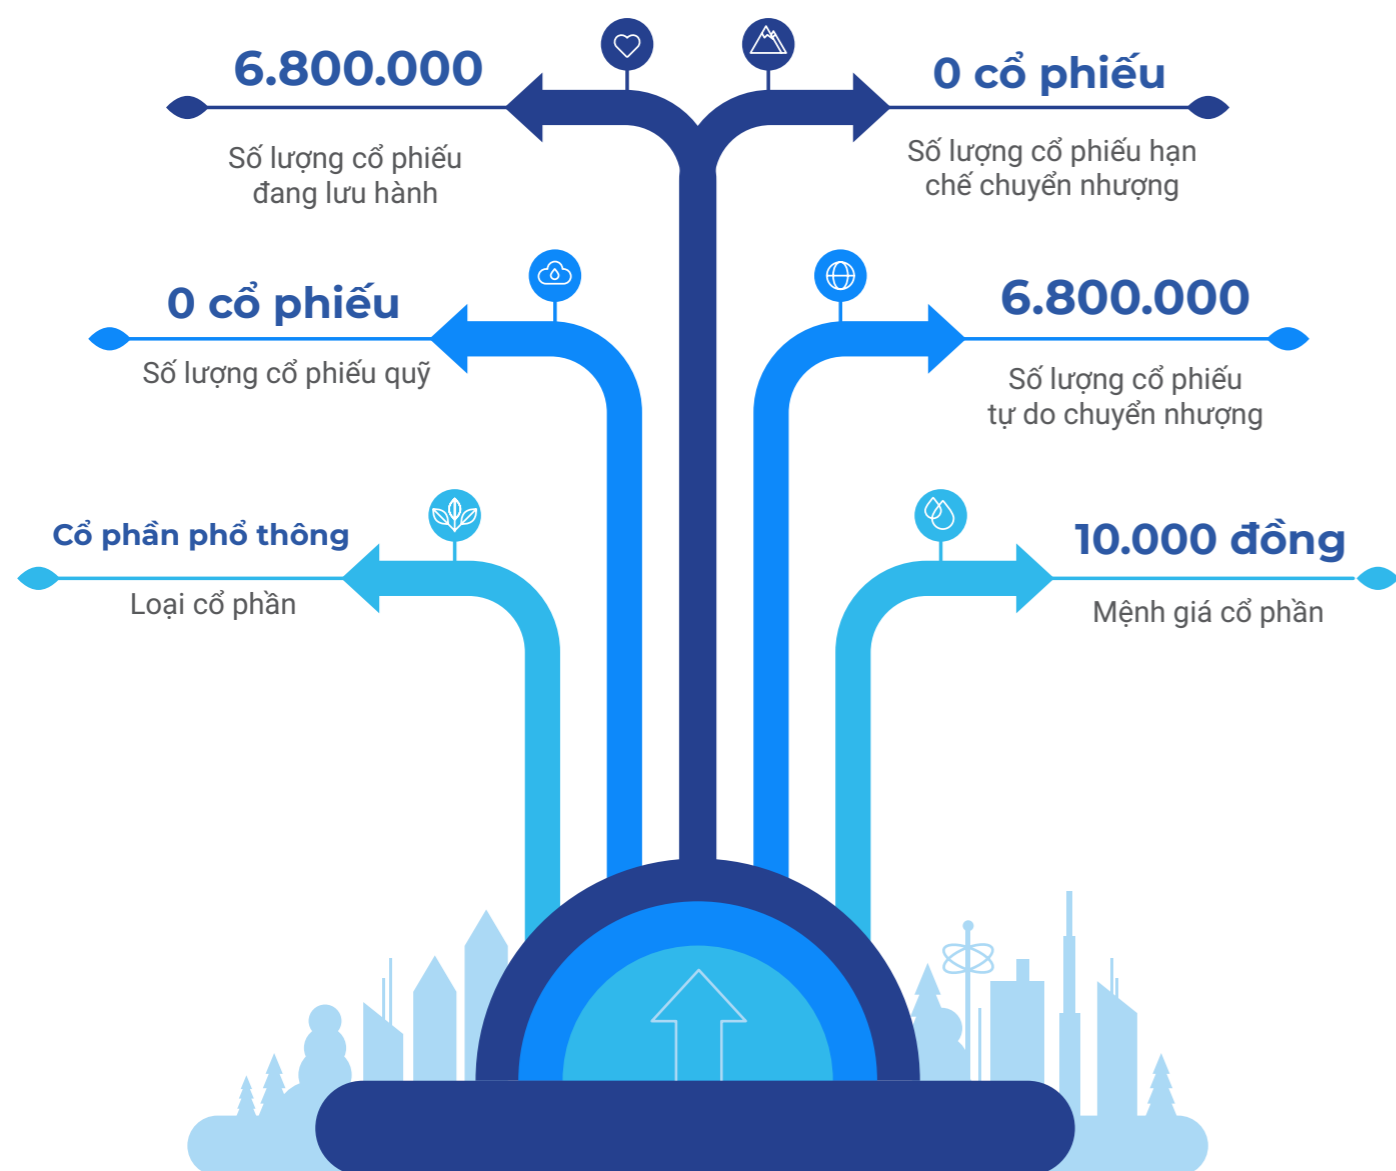 6.800.000
Số lượng cổ phiếu
đang lưu hành
0 cổ phiếu
Số lượng cổ phiếu hạn
chế chuyển nhượng
0 cổ phiếu
Số lượng cổ phiếu quỹ
6.800.000
Số lượng cổ phiếu
tự do chuyển nhượng
Cổ phần phổ thông
Loại cổ phần
10.000 đồng
Mệnh giá cổ phần